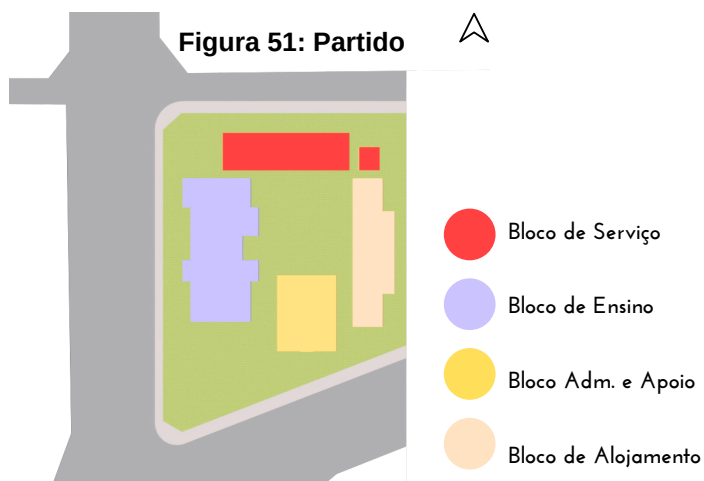 Figura 51: Partido
Bloco de Serviço
Bloco de Ensino
Bloco Adm. e Apoio
Bloco de Alojamento